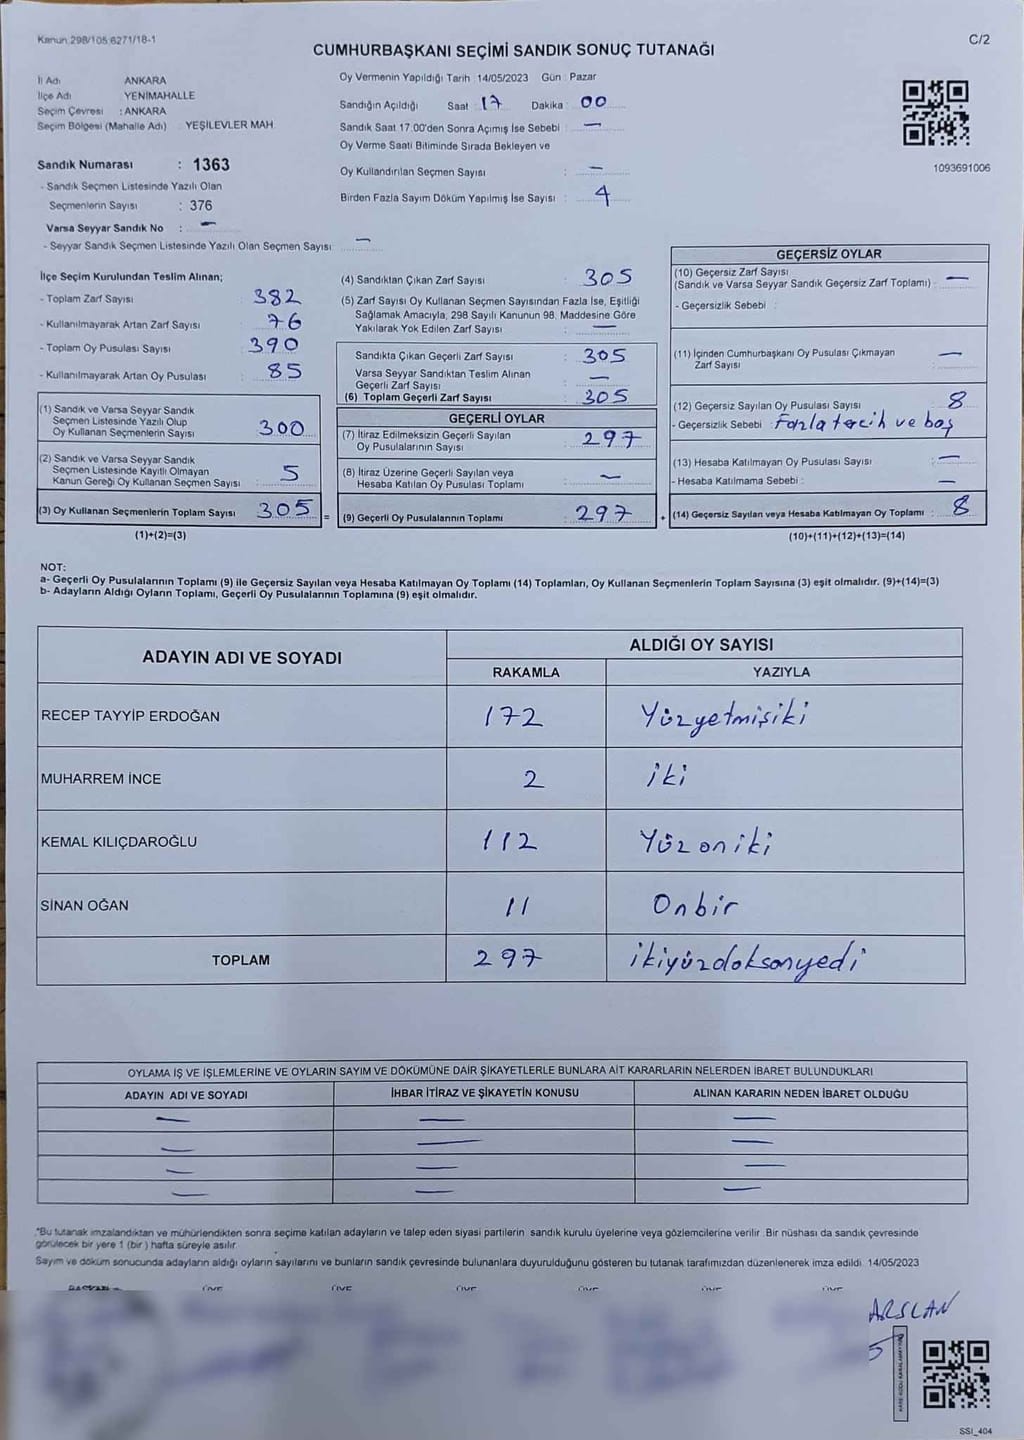 Kanun:298/105 6271/18-1
C/2
CUMHURBAŞKANI SEÇİMİ SANDIK SONUÇ TUTANAĞI
İl Adı ANKARA
İlçe Adı YENİMAHALLE
Seçim Çevresi : ANKARA
Seçim Bölgesi (Mahalle Adı) YEŞİLEVLER MAH.
Sandık Numarası : 1363
- Sandık Seçmen Listesinde Yazılı Olan
Seçmenlerin Sayısı : 376
Varsa Seyyar Sandık No : —
- Seyyar Sandık Seçmen Listesinde Yazılı Olan Seçmen Sayısı: —
Oy Vermenin Yapıldığı Tarih :14/05/2023 Gün : Pazar
Sandığın Açıldığı Saat : 17 Dakika : 00
Sandık Saat 17.00'den Sonra Açımış İse Sebebi : —
Oy Verme Saati Bitiminde Sırada Bekleyen ve
Oy Kullandırılan Seçmen Sayısı : —
Birden Fazla Sayım Döküm Yapılmış İse Sayısı : 4
1093691006
İlçe Seçim Kurulundan Teslim Alınan;
- Toplam Zarf Sayısı 382
- Kullanılmayarak Artan Zarf Sayısı : 76
- Toplam Oy Pusulası Sayısı : 390
- Kullanılmayarak Artan Oy Pusulası : 85
(1) Sandık ve Varsa Seyyar Sandık
Seçmen Listesinde Yazılı Olup
Oy Kullanan Seçmenlerin Sayısı : 300
(2) Sandık ve Varsa Seyyar Sandık
Seçmen Listesinde Kayıtlı Olmayan
Kanun Gereği Oy Kullanan Seçmen Sayısı : 5
(3) Oy Kullanan Seçmenlerin Toplam Sayısı : 305 =
(1)+(2)=(3)
(4) Sandıktan Çıkan Zarf Sayısı : 305
(5) Zarf Sayısı Oy Kullanan Seçmen Sayısından Fazla İse, Eşitliği
Sağlamak Amacıyla, 298 Sayılı Kanunun 98. Maddesine Göre
Yakılarak Yok Edilen Zarf Sayısı : —
Sandıkta Çıkan Geçerli Zarf Sayısı : 305
Varsa Seyyar Sandıktan Teslim Alınan
Geçerli Zarf Sayısı : —
(6) Toplam Geçerli Zarf Sayısı : 305
GEÇERLİ OYLAR
(7) İtiraz Edilmeksizin Geçerli Sayılan
Oy Pusulalarının Sayısı : 297
(8) İtiraz Üzerine Geçerli Sayılan veya
Hesaba Katılan Oy Pusulası Toplamı : —
(9) Geçerli Oy Pusulalarının Toplamı : 297 +
GEÇERSİZ OYLAR
(10) Geçersiz Zarf Sayısı
(Sandık ve Varsa Seyyar Sandık Geçersiz Zarf Toplamı) : —
- Geçersizlik Sebebi :
(11) İçinden Cumhurbaşkanı Oy Pusulası Çıkmayan
Zarf Sayısı : —
(12) Geçersiz Sayılan Oy Pusulası Sayısı : 8
- Geçersizlik Sebebi : Fazla tercih ve boş
(13) Hesaba Katılmayan Oy Pusulası Sayısı : —
- Hesaba Katılmama Sebebi : —
(14) Geçersiz Sayılan veya Hesaba Katılmayan Oy Toplamı : 8
(10)+(11)+(12)+(13)=(14)
NOT:
a- Geçerli Oy Pusulalarının Toplamı (9) ile Geçersiz Sayılan veya Hesaba Katılmayan Oy Toplamı (14) Toplamları, Oy Kullanan Seçmenlerin Toplam Sayısına (3) eşit olmalıdır. (9)+(14)=(3)
b- Adayların Aldığı Oyların Toplamı, Geçerli Oy Pusulalarının Toplamına (9) eşit olmalıdır.
ADAYIN ADI VE SOYADI ALDIĞI OY SAYISI
RAKAMLA YAZIYLA
RECEP TAYYİP ERDOĞAN 172 Yüzyetmişiki
MUHARREM İNCE 2 iki
KEMAL KILIÇDAROĞLU 112 Yüz oniki
SİNAN OĞAN 11 Onbir
TOPLAM 297 ikiyüzdoksanyedi
OYLAMA İŞ VE İŞLEMLERİNE VE OYLARIN SAYIM VE DÖKÜMÜNE DAİR ŞİKAYETLERLE BUNLARA AİT KARARLARIN NELERDEN İBARET BULUNDUKLARI
ADAYIN ADI VE SOYADI İHBAR İTİRAZ VE ŞİKAYETİN KONUSU ALINAN KARARIN NEDEN İBARET OLDUĞU
— — —
— — —
— — —
— — —
"Bu tutanak imzalandıktan ve mühürlendikten sonra seçime katılan adayların ve talep eden siyasi partilerin sandık kurulu üyelerine veya gözlemcilerine verilir. Bir nüshası da sandık çevresinde
görülecek bir yere 1 (bir) hafta süreyle asılır.
Sayım ve döküm sonucunda adayların aldığı oyların sayılarını ve bunların sandık çevresinde bulunanlara duyurulduğunu gösteren bu tutanak tarafımızdan düzenlenerek imza edildi. 14/05/2023
BAŞKAN ÜYE ÜYE ÜYE ÜYE ÜYE ÜYE
ARSLAN
SSI_404